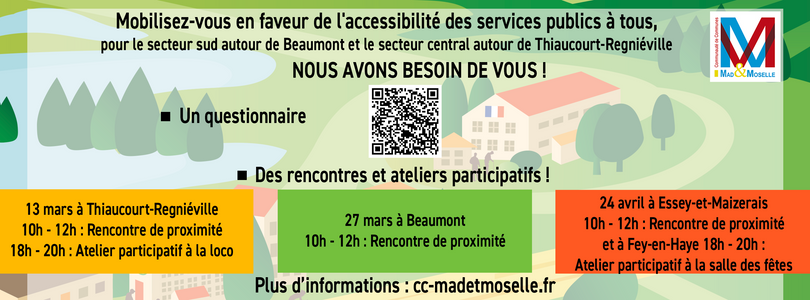 Mobilisez-vous en faveur de l'accessibilité des services publics à tous,
pour le secteur sud autour de Beaumont et le secteur central autour de Thiaucourt-Regniéville
NOUS AVONS BESOIN DE VOUS !
Communauté de Communes
MAD & MOSELLE
▪ Un questionnaire
▪ Des rencontres et ateliers participatifs !
13 mars à Thiaucourt-Regniéville
10h - 12h : Rencontre de proximité
18h - 20h : Atelier participatif à la loco
27 mars à Beaumont
10h - 12h : Rencontre de proximité
24 avril à Essey-et-Maizerais
10h - 12h : Rencontre de proximité
et à Fey-en-Haye 18h - 20h :
Atelier participatif à la salle des fêtes
Plus d'informations : cc-madetmoselle.fr